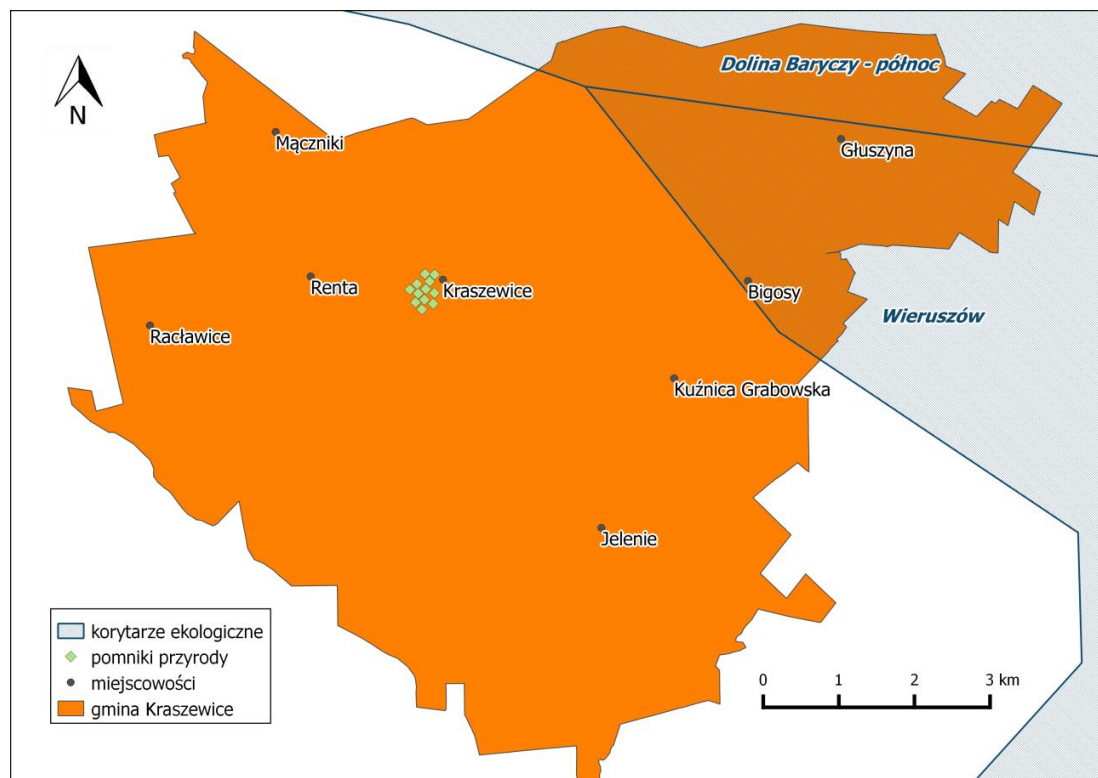 Dolina Baryczy - północ
N
Mączniki
Głuszyna
Renta
Kraszewice
Bigosy
Racławice
Wieruszów
Kuźnica Grabowska
Jelenie
korytarze ekologiczne
pomniki przyrody
miejscowości
gmina Kraszewice
0 1 2 3 km